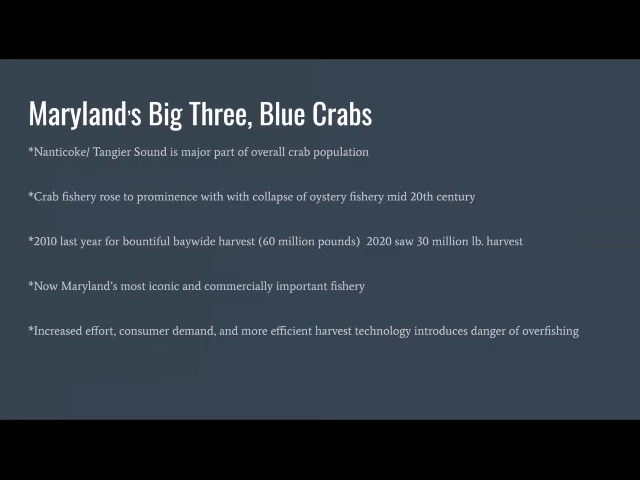 Maryland's Big Three, Blue Crabs
*Nanticoke/ Tangier Sound is major part of overall crab population
*Crab fishery rose to prominence with with collapse of oystery fishery mid 20th century
*2010 last year for bountiful baywide harvest (60 million pounds)  2020 saw 30 million lb. harvest
*Now Maryland's most iconic and commercially important fishery
*Increased effort, consumer demand, and more efficient harvest technology introduces danger of overfishing